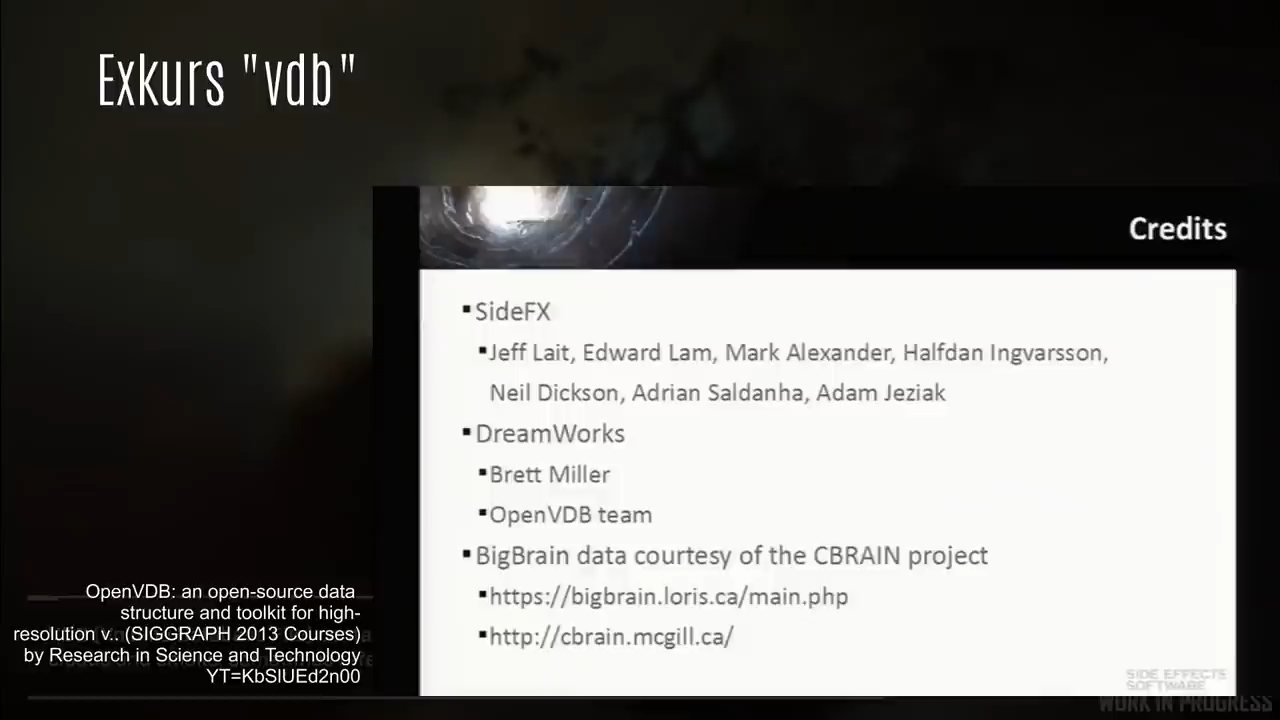 Exkurs "vdb"
Credits
SideFX
Jeff Lait, Edward Lam, Mark Alexander, Halfdan Ingvarsson,
Neil Dickson, Adrian Saldanha, Adam Jeziak
DreamWorks
Brett Miller
OpenVDB team
BigBrain data courtesy of the CBRAIN project
https://bigbrain.loris.ca/main.php
http://cbrain.mcgill.ca/
OpenVDB: an open-source data
structure and toolkit for high-
resolution v.. (SIGGRAPH 2013 Courses)
by Research in Science and Technology
YT=KbSlUEd2n00
SIDE EFFECTS
SOFTWARE
WORK IN PROGRESS